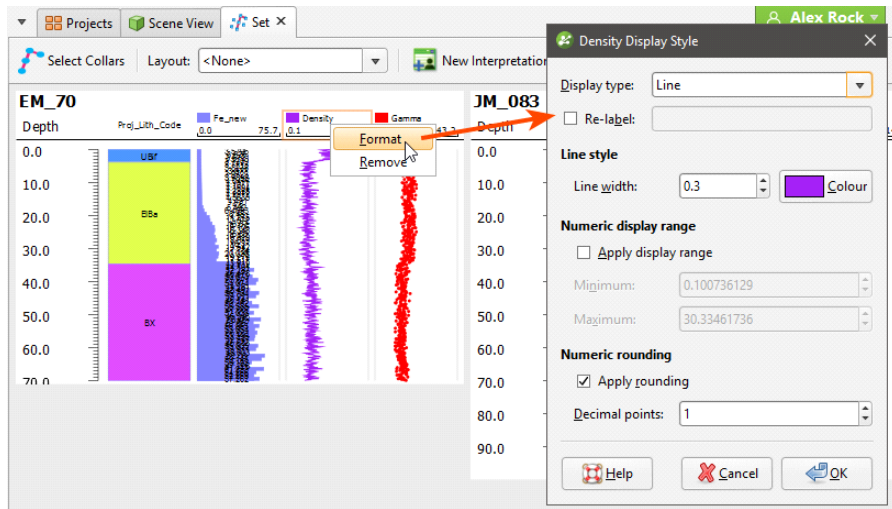 Projects Scene View Set Alex Rock
Select Collars Layout: <None> New Interpretation
EM_70
Depth Proj_Lith_Code Fe_new Density Gamma
0.0 75.7 0.1 43.2
Format
Remove
0.0
10.0
20.0
30.0
40.0
50.0
60.0
70.0
UBf
BBa
BX
JM_083
Depth
0.0
10.0
20.0
30.0
40.0
50.0
60.0
70.0
80.0
90.0
Density Display Style
Display type: Line
Re-label:
Line style
Line width: 0.3 Colour
Numeric display range
Apply display range
Minimum: 0.100736129
Maximum: 30.33461736
Numeric rounding
Apply rounding
Decimal points: 1
Help Cancel OK